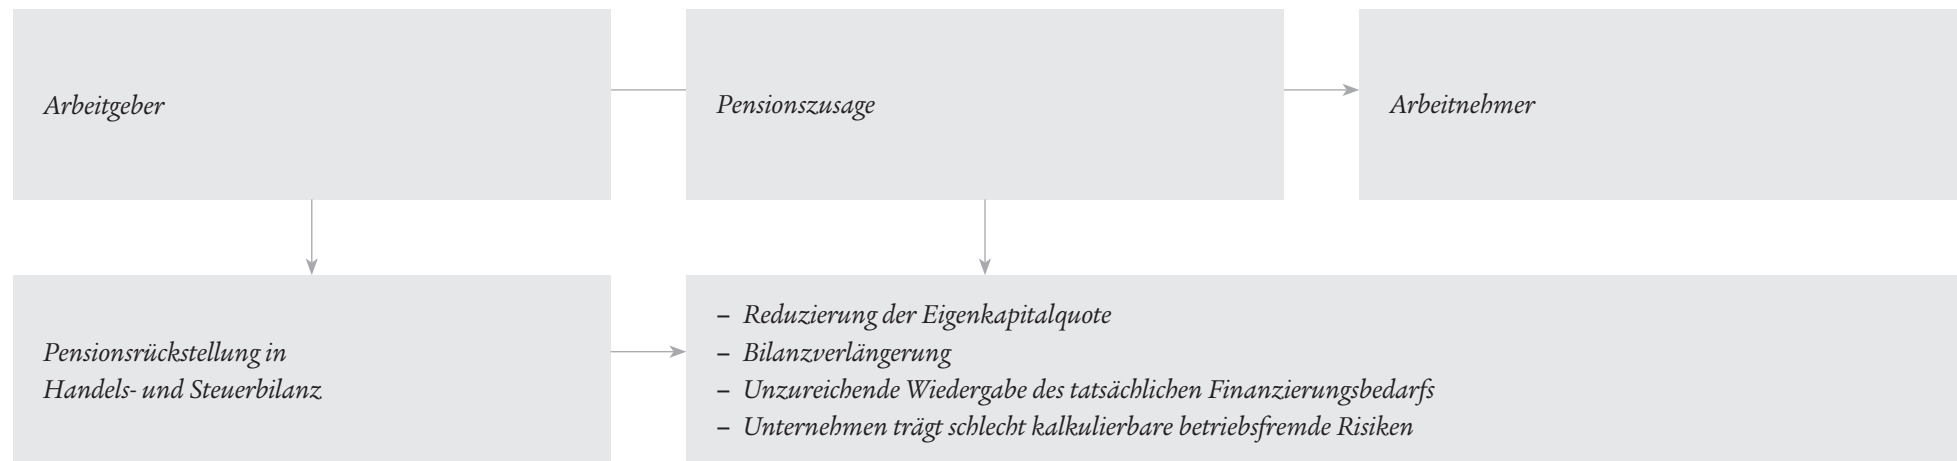 Arbeitgeber
Pensionszusage
Arbeitnehmer
Pensionsrückstellung in
Handels- und Steuerbilanz
– Reduzierung der Eigenkapitalquote
– Bilanzverlängerung
– Unzureichende Wiedergabe des tatsächlichen Finanzierungsbedarfs
– Unternehmen trägt schlecht kalkulierbare betriebsfremde Risiken